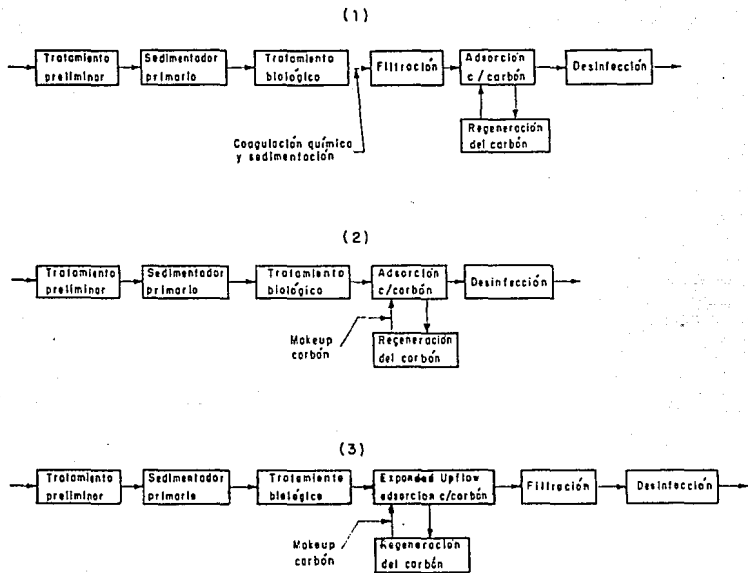 (1)
Tratamiento
preliminar
Sedimentador
primario
Tratamiento
biológico
Filtración
Adsorción
c/carbón
Desinfección
Regeneración
del carbón
Coagulación química
y sedimentación
(2)
Tratamiento
preliminar
Sedimentador
primario
Tratamiento
biológico
Adsorción
c/carbón
Desinfección
Makeup
carbón
Regeneración
del carbón
(3)
Tratamiento
preliminar
Sedimentador
primario
Tratamiento
biológico
Expanded Upflow
adsorcion c/carbón
Filtración
Desinfección
Makeup
carbón
Regeneración
del carbón